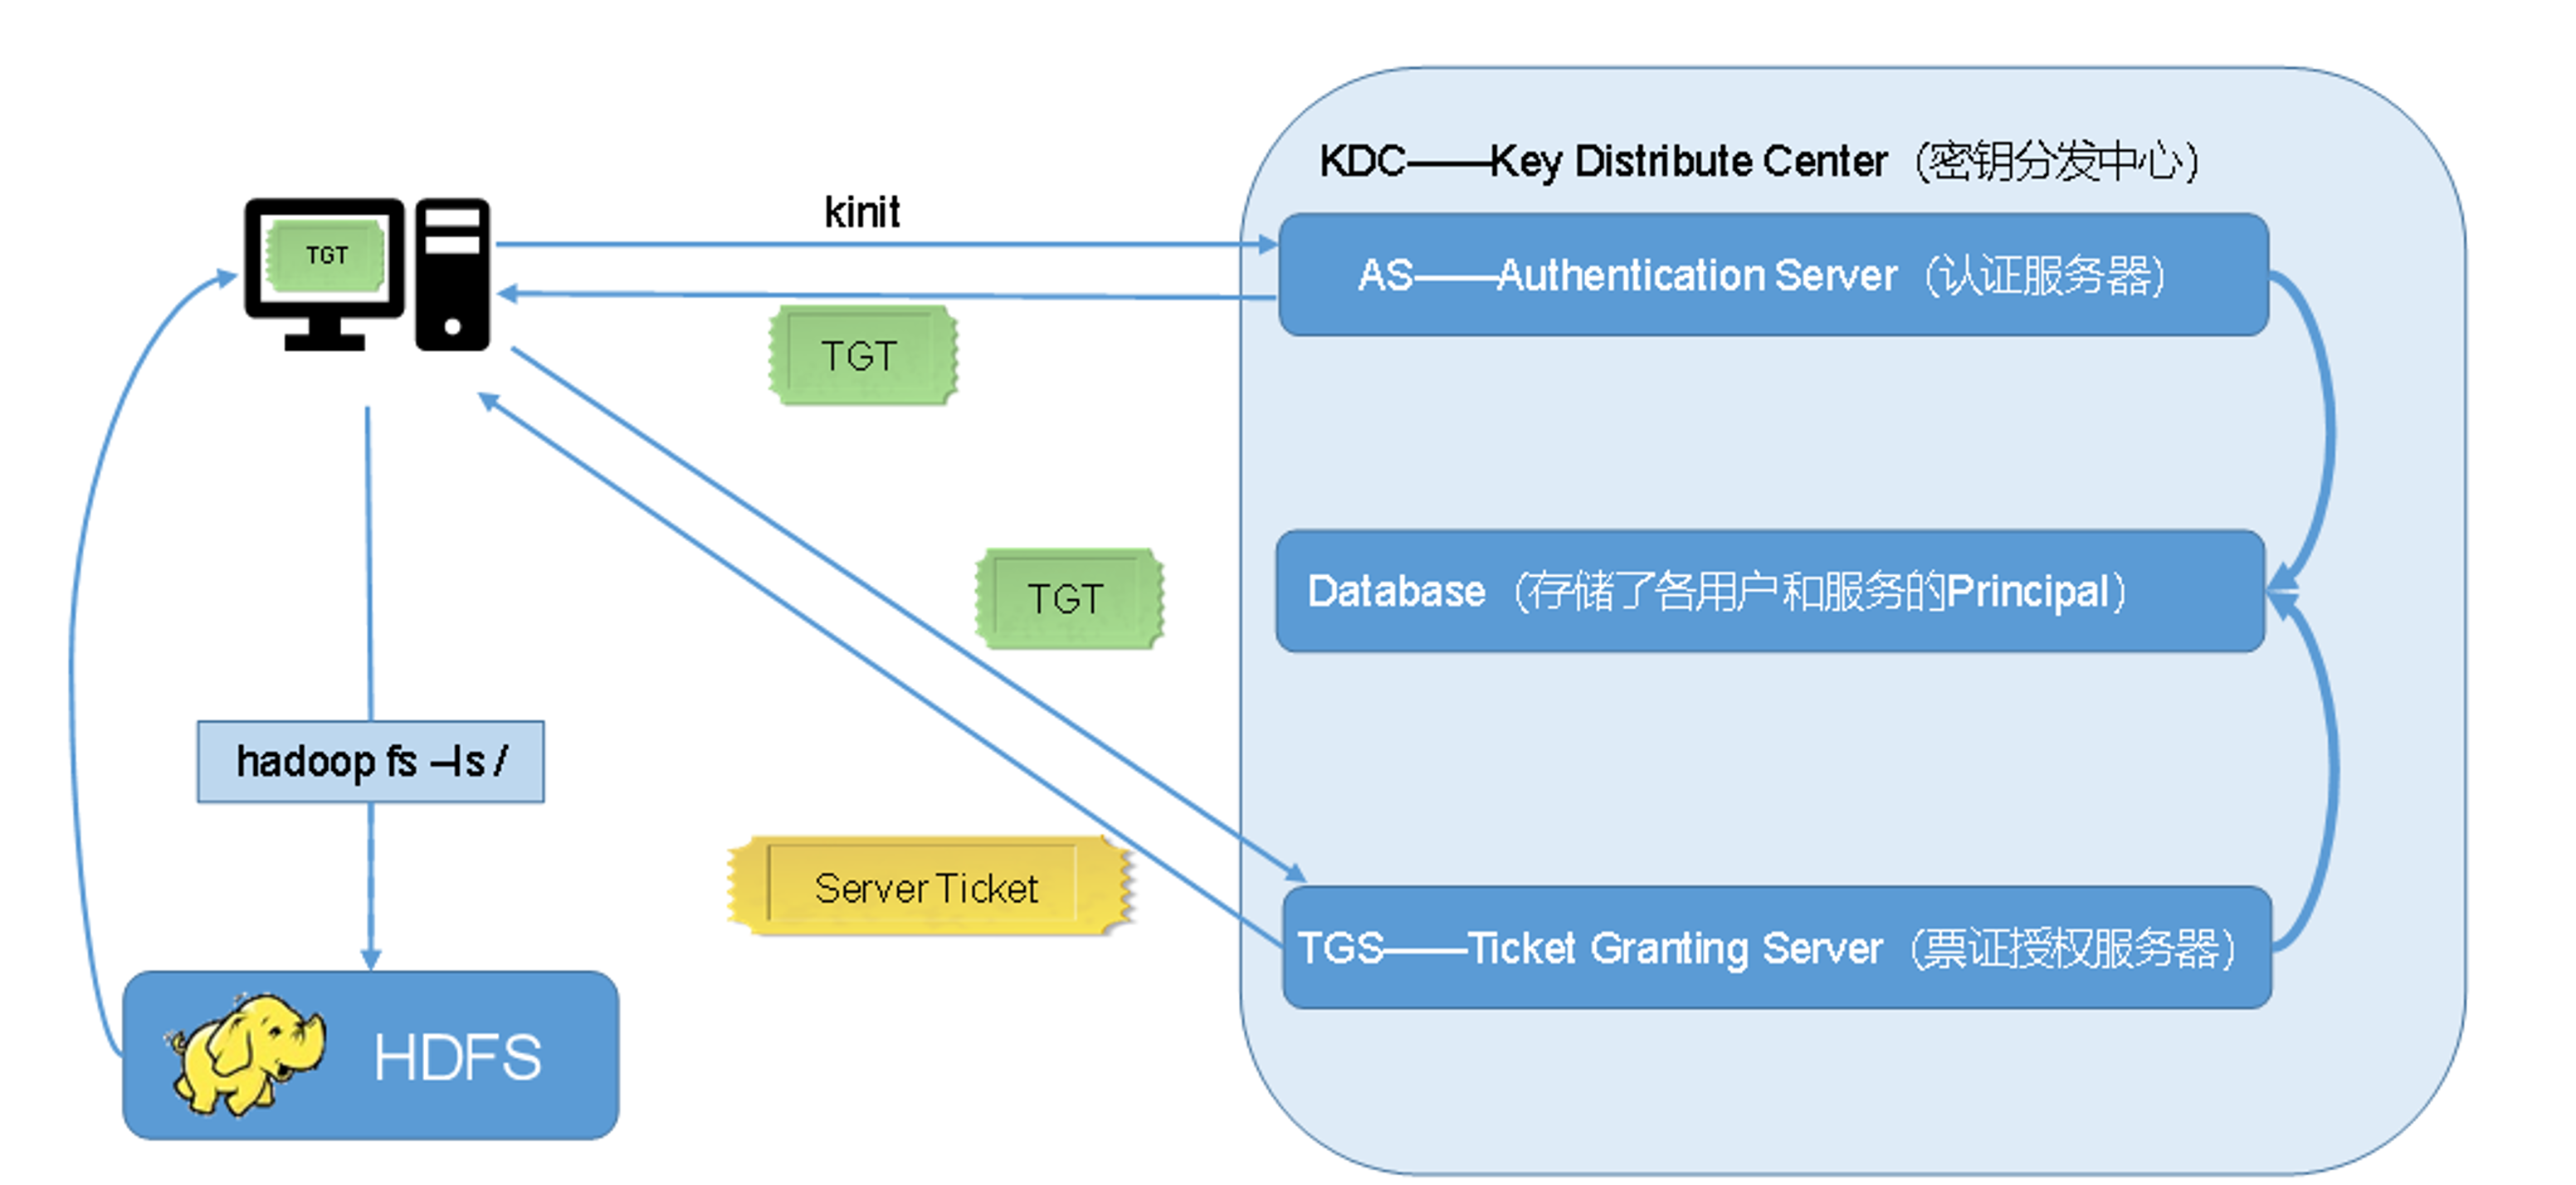 KDC——Key Distribute Center（密钥分发中心）
kinit
TGT
AS——Authentication Server（认证服务器）
TGT
TGT
Database（存储了各用户和服务的Principal）
hadoop fs –ls /
Server Ticket
TGS——Ticket Granting Server（票证授权服务器）
HDFS